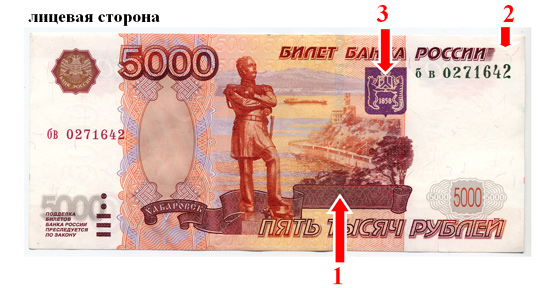 лицевая сторона
3
2
БИЛЕТ БАНКА РОССИИ
5000
б в 0271642
1858
бв 0271642
5000
5000
ХАБАРОВСК
ПОДДЕЛКА
БИЛЕТОВ
БАНКА РОССИИ
ПРЕСЛЕДУЕТСЯ
ПО ЗАКОНУ
ПЯТЬ ТЫСЯЧ РУБЛЕЙ
1